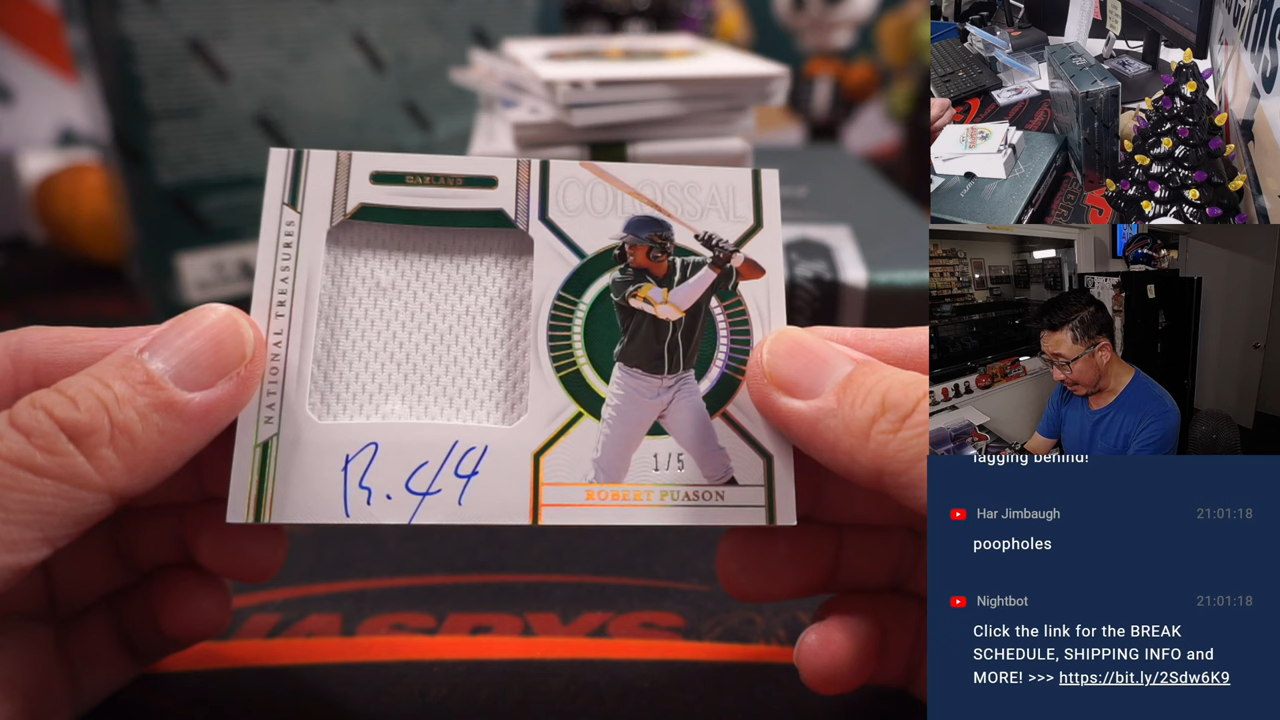 OAKLAND
COLOSSAL
NATIONAL TREASURES
R. 44
1/5
ROBERT PUASON
JASPYS
lagging behind!
Har Jimbaugh 21:01:18
poopholes
Nightbot 21:01:18
Click the link for the BREAK
SCHEDULE, SHIPPING INFO and
MORE! >>> https://bit.ly/2Sdw6K9